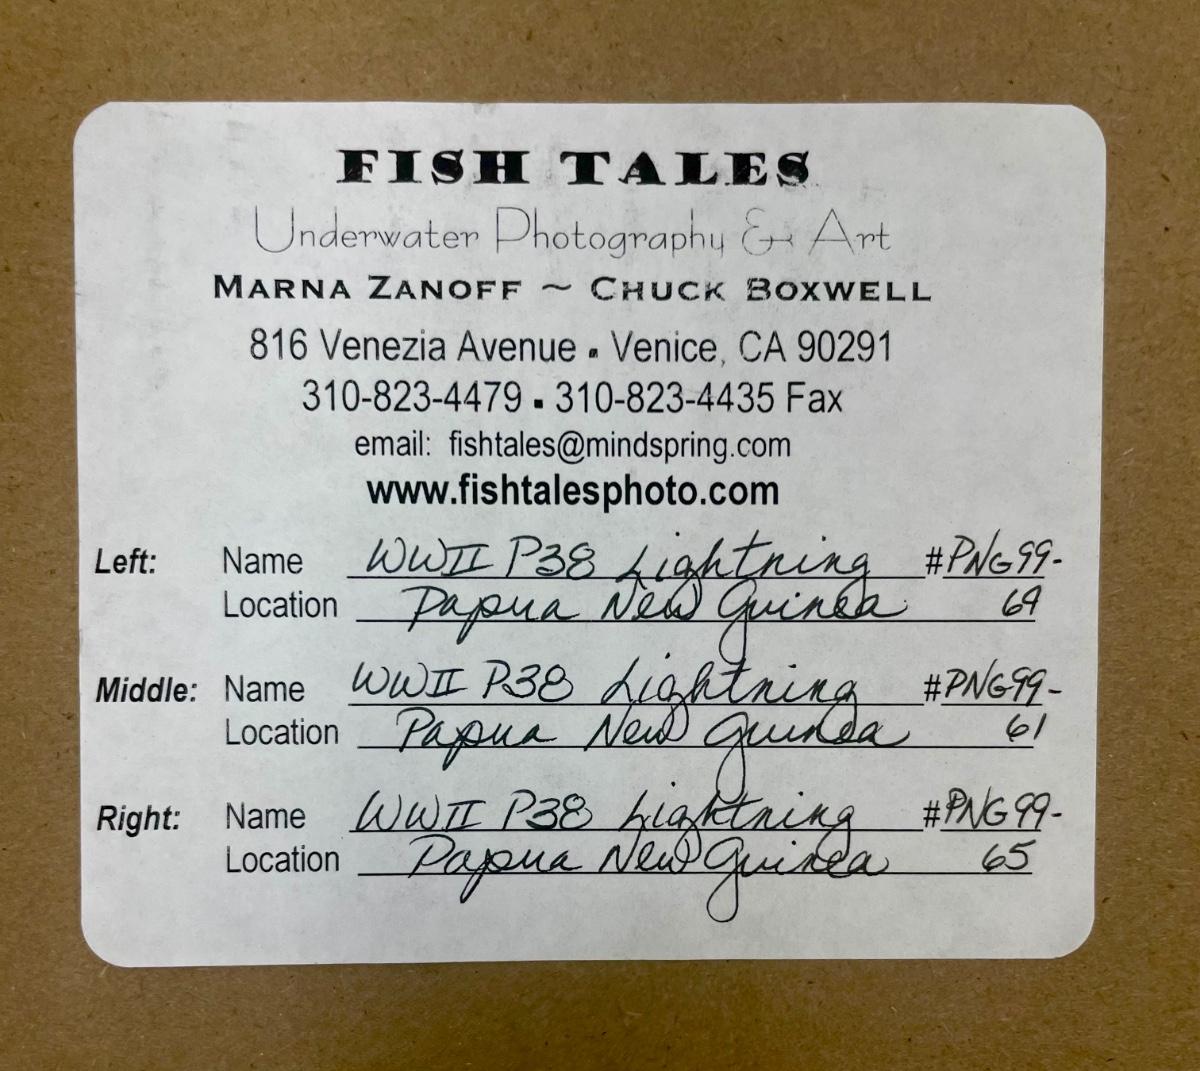 FISH TALES
Underwater Photography & Art
MARNA ZANOFF ~ CHUCK BOXWELL
816 Venezia Avenue ▪ Venice, CA 90291
310-823-4479 ▪ 310-823-4435 Fax
email: fishtales@mindspring.com
www.fishtalesphoto.com
Left: Name WWII P38 Lightning #PNG99-
Location Papua New Guinea 69
Middle: Name WWII P38 Lightning #PNG99-
Location Papua New Guinea 61
Right: Name WWII P38 Lightning #PNG99-
Location Papua New Guinea 65